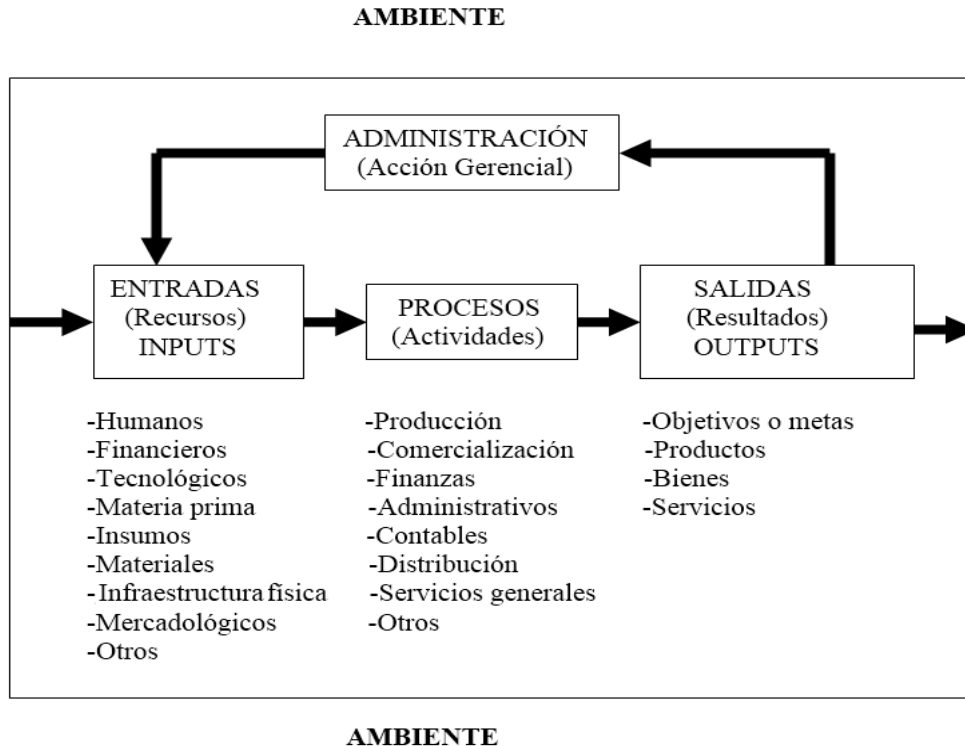 AMBIENTE
ADMINISTRACIÓN
(Acción Gerencial)
ENTRADAS
(Recursos)
INPUTS
PROCESOS
(Actividades)
SALIDAS
(Resultados)
OUTPUTS
-Humanos
-Financieros
-Tecnológicos
-Materia prima
-Insumos
-Materiales
-Infraestructura física
-Mercadológicos
-Otros
-Producción
-Comercialización
-Finanzas
-Administrativos
-Contables
-Distribución
-Servicios generales
-Otros
-Objetivos o metas
-Productos
-Bienes
-Servicios
AMBIENTE